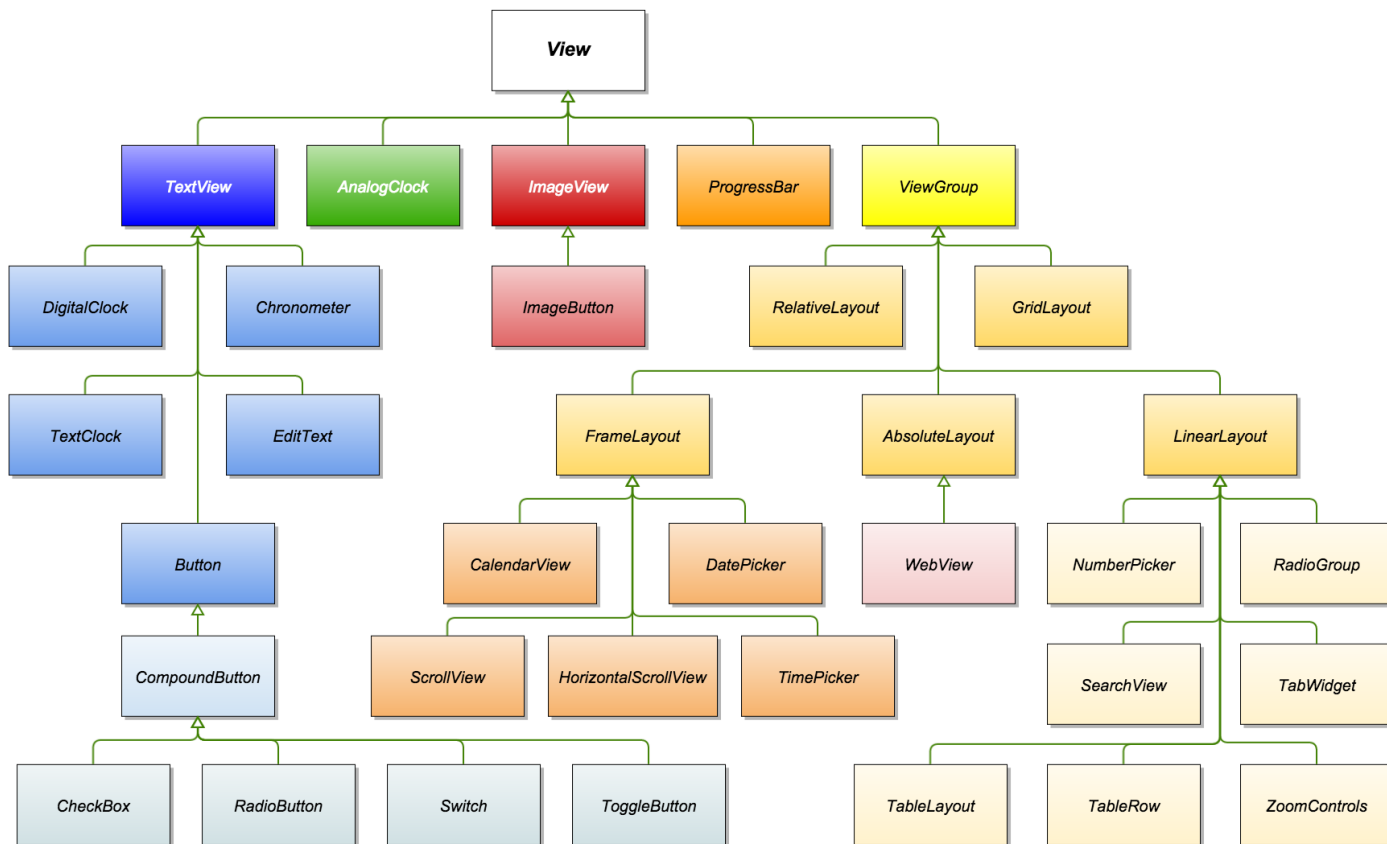 View
TextView
AnalogClock
ImageView
ProgressBar
ViewGroup
DigitalClock
Chronometer
ImageButton
RelativeLayout
GridLayout
TextClock
EditText
FrameLayout
AbsoluteLayout
LinearLayout
Button
CalendarView
DatePicker
WebView
NumberPicker
RadioGroup
CompoundButton
ScrollView
HorizontalScrollView
TimePicker
SearchView
TabWidget
CheckBox
RadioButton
Switch
ToggleButton
TableLayout
TableRow
ZoomControls